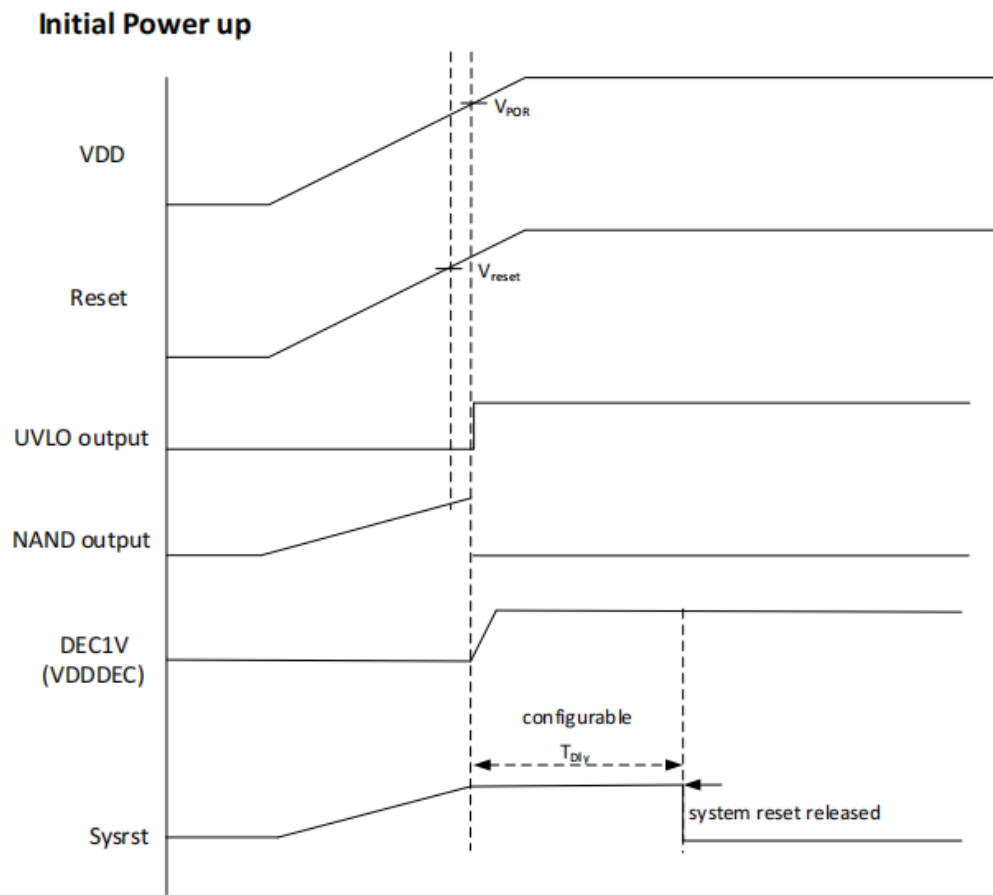 Initial Power up
VPOR
VDD
Vreset
Reset
UVLO output
NAND output
DEC1V
(VDDDEC)
configurable
TDly
system reset released
Sysrst